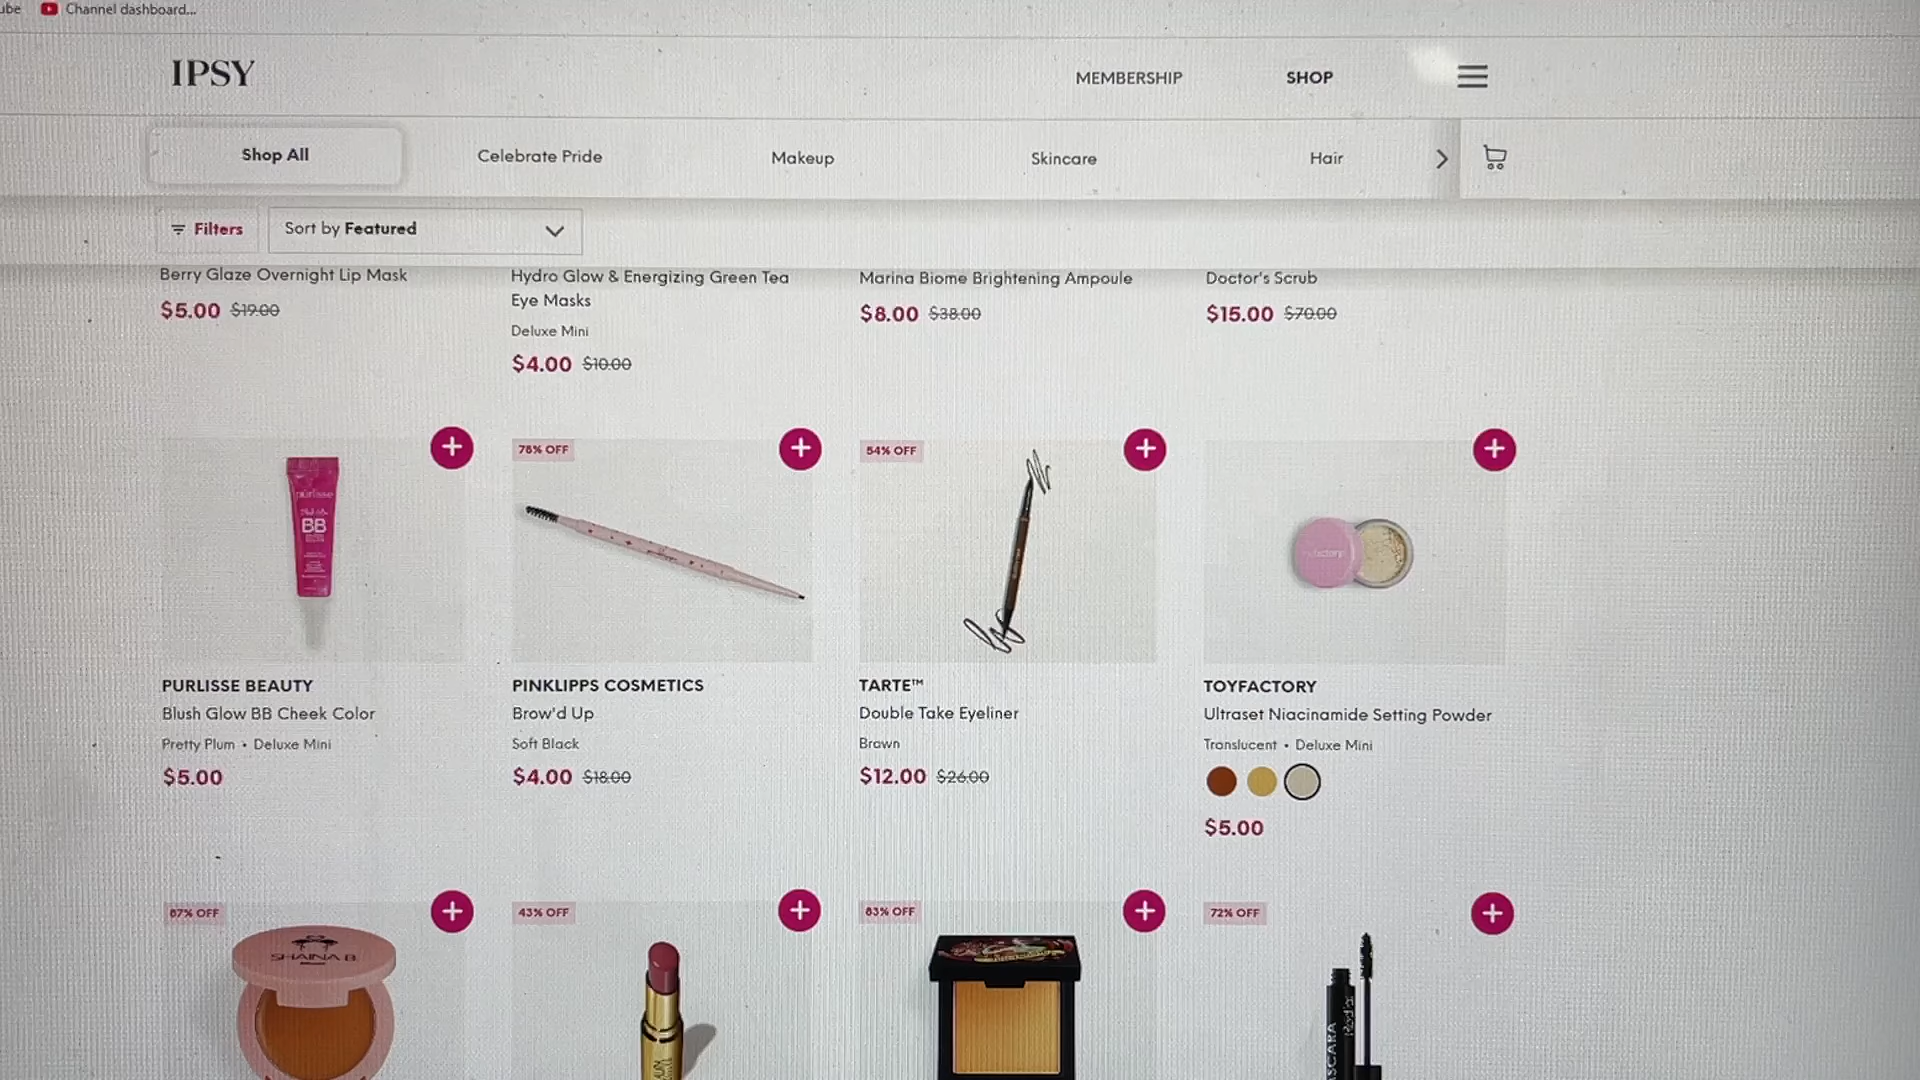 ube Channel dashboard...
IPSY
MEMBERSHIP
SHOP
Shop All
Celebrate Pride
Makeup
Skincare
Hair
Filters
Sort by Featured
Berry Glaze Overnight Lip Mask
$5.00 $19.00
Hydro Glow & Energizing Green Tea
Eye Masks
Deluxe Mini
$4.00 $10.00
Marina Biome Brightening Ampoule
$8.00 $38.00
Doctor's Scrub
$15.00 $70.00
purlisse
BB
PURLISSE BEAUTY
Blush Glow BB Cheek Color
Pretty Plum • Deluxe Mini
$5.00
78% OFF
PINKLIPPS COSMETICS
Brow'd Up
Soft Black
$4.00 $18.00
54% OFF
TARTE™
Double Take Eyeliner
Brown
$12.00 $26.00
TOYFACTORY
Ultraset Niacinamide Setting Powder
Translucent • Deluxe Mini
$5.00
87% OFF
SHAINA B.
43% OFF
83% OFF
72% OFF